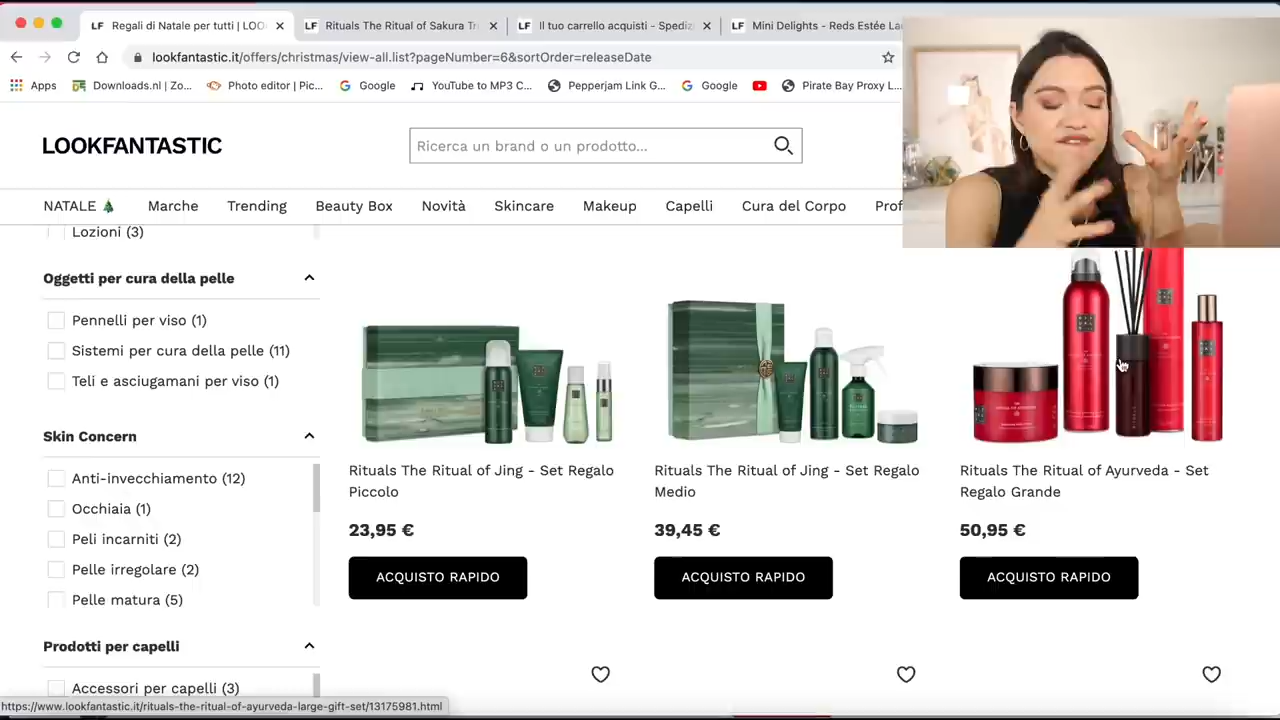 LF Regali di Natale per tutti | LOO
LF Rituals The Ritual of Sakura Tr
LF Il tuo carrello acquisti - Spediz
LF Mini Delights - Reds Estée La
lookfantastic.it/offers/christmas/view-all.list?pageNumber=6&sortOrder=releaseDate
Apps Downloads.nl | Zo... Photo editor | Pic... Google YouTube to MP3 C... Pepperjam Link G... Google Pirate Bay Proxy L...
LOOKFANTASTIC
Ricerca un brand o un prodotto...
NATALE Marche Trending Beauty Box Novità Skincare Makeup Capelli Cura del Corpo Prof
Lozioni (3)
Oggetti per cura della pelle
Pennelli per viso (1)
Sistemi per cura della pelle (11)
Teli e asciugamani per viso (1)
Skin Concern
Anti-invecchiamento (12)
Occhiaia (1)
Peli incarniti (2)
Pelle irregolare (2)
Pelle matura (5)
Prodotti per capelli
Accessori per capelli (3)
Rituals The Ritual of Jing - Set Regalo
Piccolo
23,95 €
ACQUISTO RAPIDO
Rituals The Ritual of Jing - Set Regalo
Medio
39,45 €
ACQUISTO RAPIDO
Rituals The Ritual of Ayurveda - Set
Regalo Grande
50,95 €
ACQUISTO RAPIDO
https://www.lookfantastic.it/rituals-the-ritual-of-ayurveda-large-gift-set/13175981.html